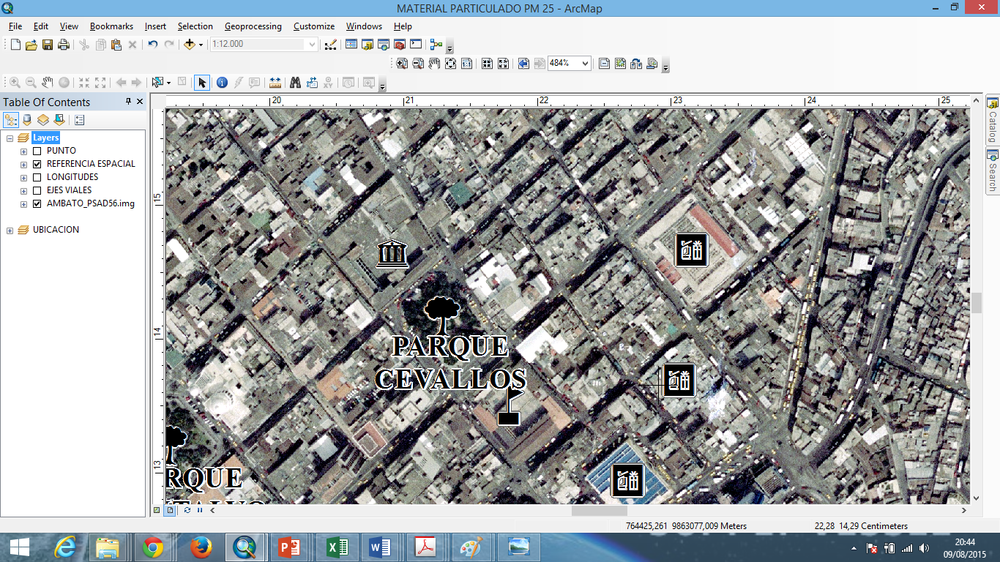 MATERIAL PARTICULADO PM 25 - ArcMap
File Edit View Bookmarks Insert Selection Geoprocessing Customize Windows Help
1:12.000
484%
Table Of Contents
20 21 22 23 24 25
Layers
PUNTO
REFERENCIA ESPACIAL
LONGITUDES
EJES VIALES
AMBATO_PSAD56.img
UBICACION
15
14
13
PARQUE
CEVALLOS
RQUE
Catalog
Search
764425,261 9863077,009 Meters
22,28 14,29 Centimeters
20:44
09/08/2015